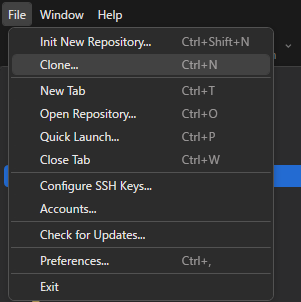 File Window Help
Init New Repository... Ctrl+Shift+N
Clone... Ctrl+N
New Tab Ctrl+T
Open Repository... Ctrl+O
Quick Launch... Ctrl+P
Close Tab Ctrl+W
Configure SSH Keys...
Accounts...
Check for Updates...
Preferences... Ctrl+,
Exit